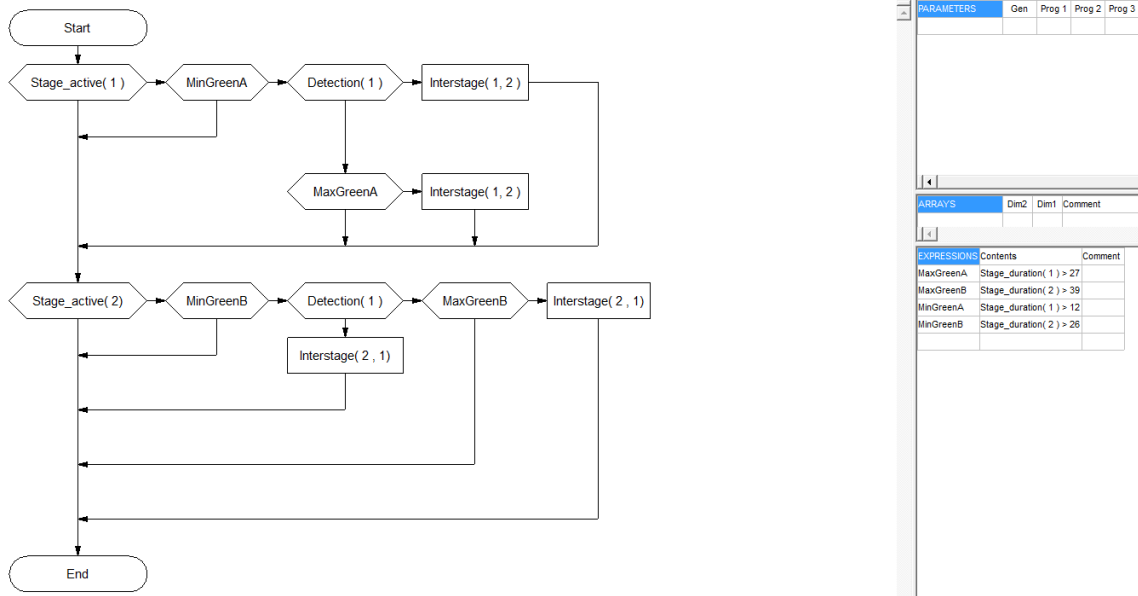 Start
Stage_active( 1 )
MinGreenA
Detection( 1 )
Interstage( 1, 2 )
MaxGreenA
Interstage( 1, 2 )
Stage_active( 2)
MinGreenB
Detection( 1 )
MaxGreenB
Interstage( 2 , 1)
Interstage( 2 , 1)
End
PARAMETERS Gen Prog 1 Prog 2 Prog 3
ARRAYS Dim2 Dim1 Comment
EXPRESSIONS Contents Comment
MaxGreenA Stage_duration( 1 ) > 27
MaxGreenB Stage_duration( 2 ) > 39
MinGreenA Stage_duration( 1 ) > 12
MinGreenB Stage_duration( 2 ) > 26